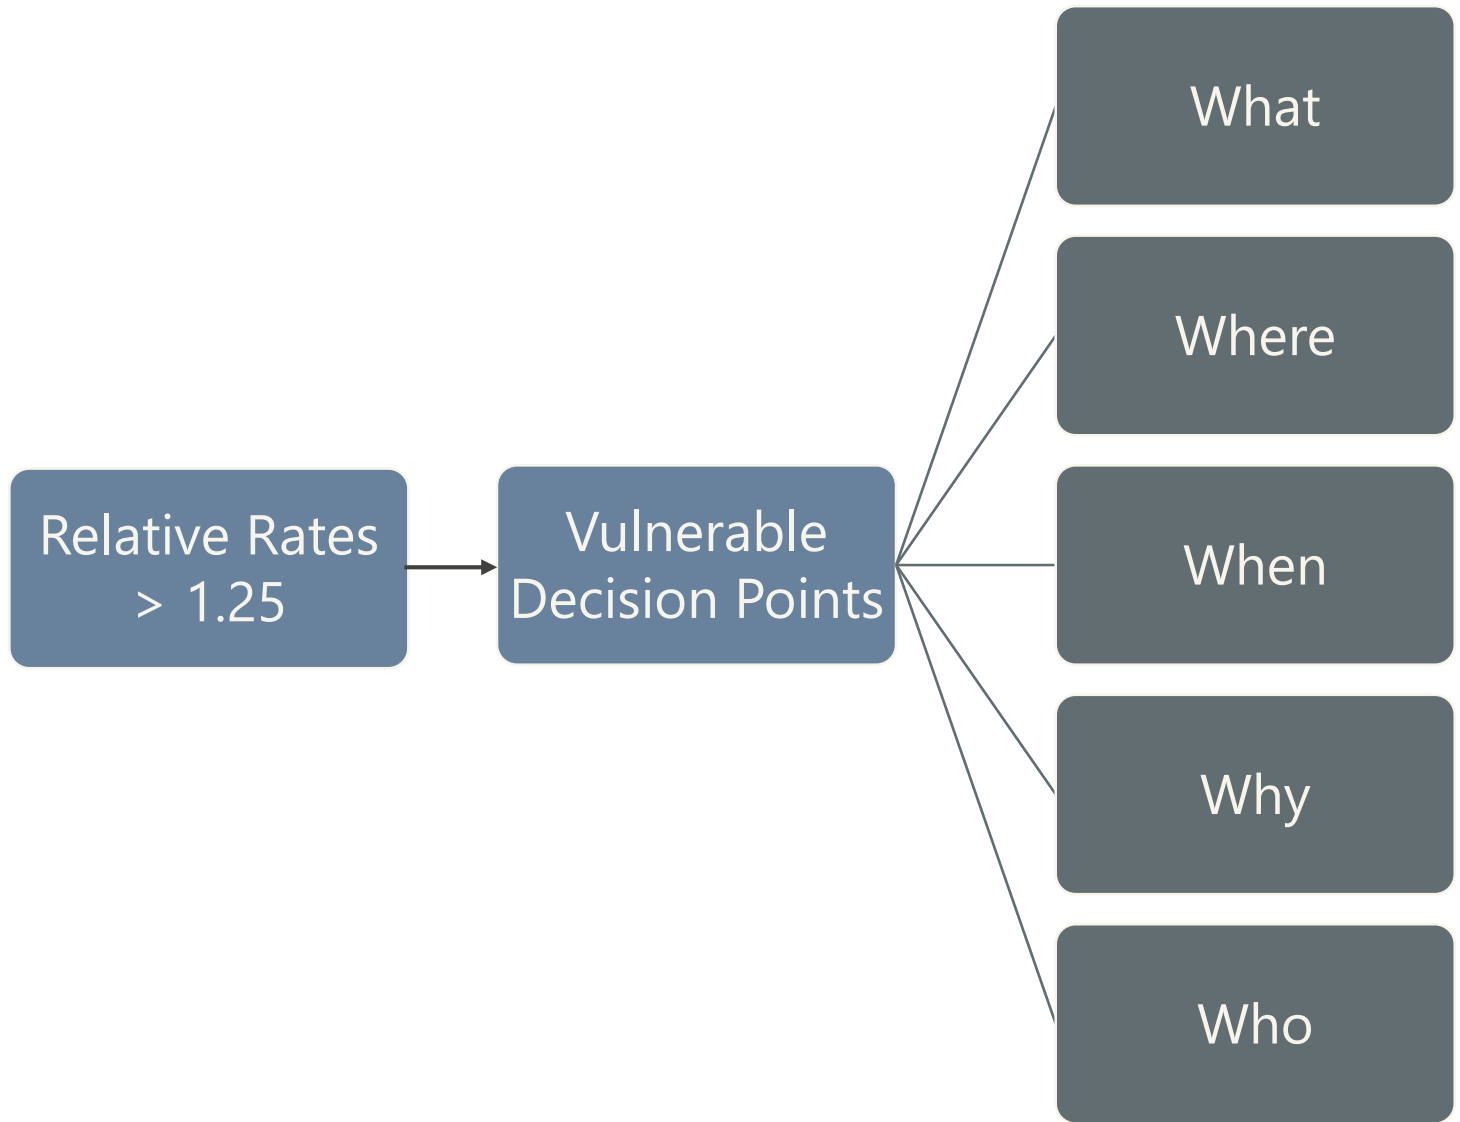 Relative Rates
> 1.25
Vulnerable
Decision Points
What
Where
When
Why
Who